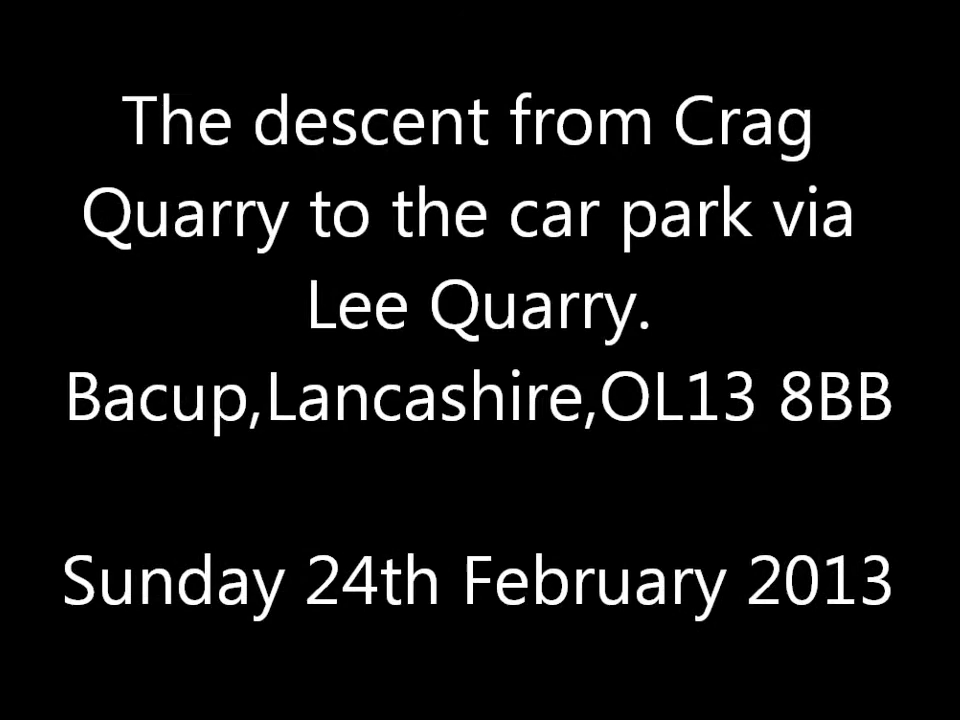 The descent from Crag
Quarry to the car park via
Lee Quarry.
Bacup,Lancashire,OL13 8BB
Sunday 24th February 2013